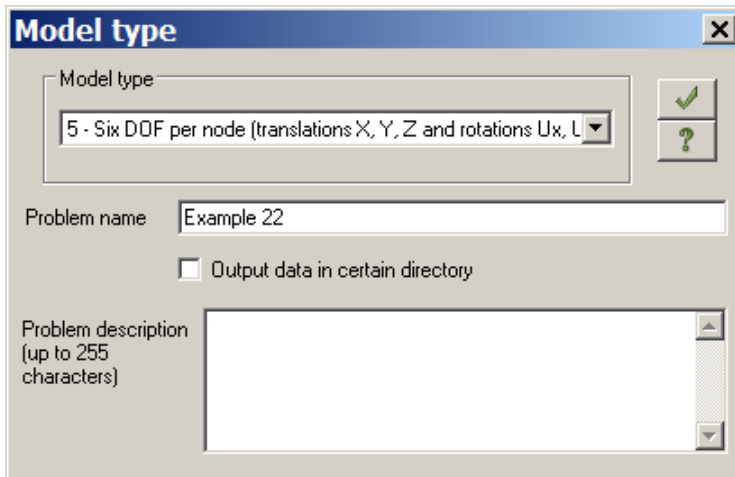 Model type
Model type
5 - Six DOF per node (translations X, Y, Z and rotations Ux, U
?
Problem name
Example 22
Output data in certain directory
Problem description
(up to 255
characters)